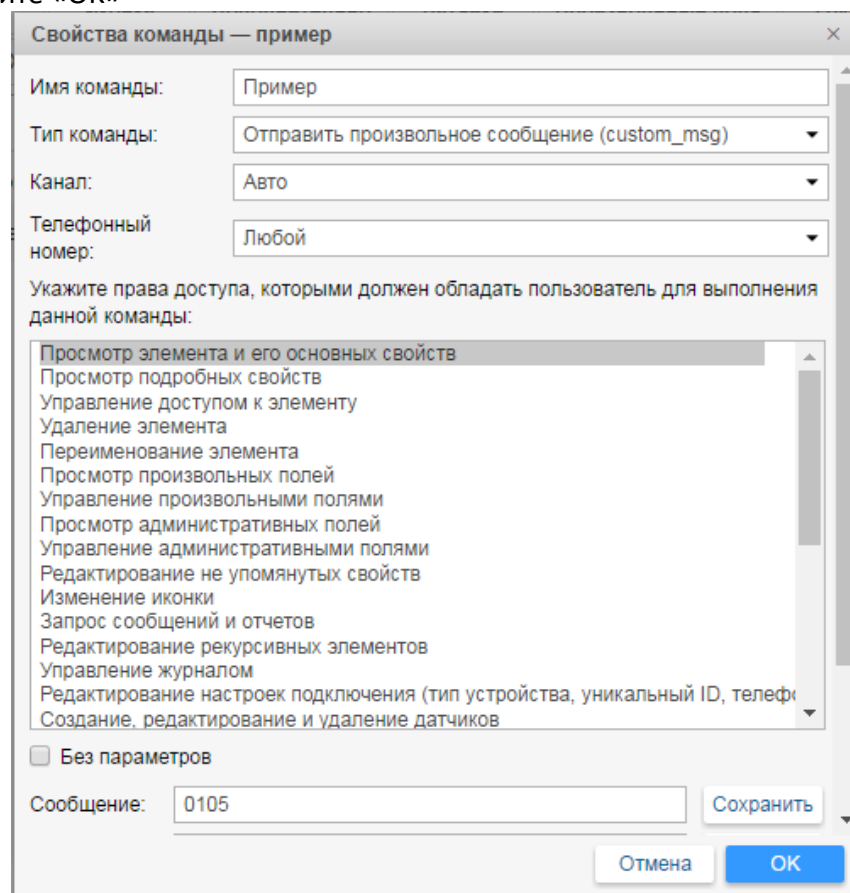 ите «ОК»
Свойства команды — пример ×
Имя команды: Пример
Тип команды: Отправить произвольное сообщение (custom_msg)
Канал: Авто
Телефонный
номер: Любой
Укажите права доступа, которыми должен обладать пользователь для выполнения
данной команды:
Просмотр элемента и его основных свойств
Просмотр подробных свойств
Управление доступом к элементу
Удаление элемента
Переименование элемента
Просмотр произвольных полей
Управление произвольными полями
Просмотр административных полей
Управление административными полями
Редактирование не упомянутых свойств
Изменение иконки
Запрос сообщений и отчетов
Редактирование рекурсивных элементов
Управление журналом
Редактирование настроек подключения (тип устройства, уникальный ID, телефо
Создание, редактирование и удаление датчиков
Без параметров
Сообщение: 0105 Сохранить
Отмена OK